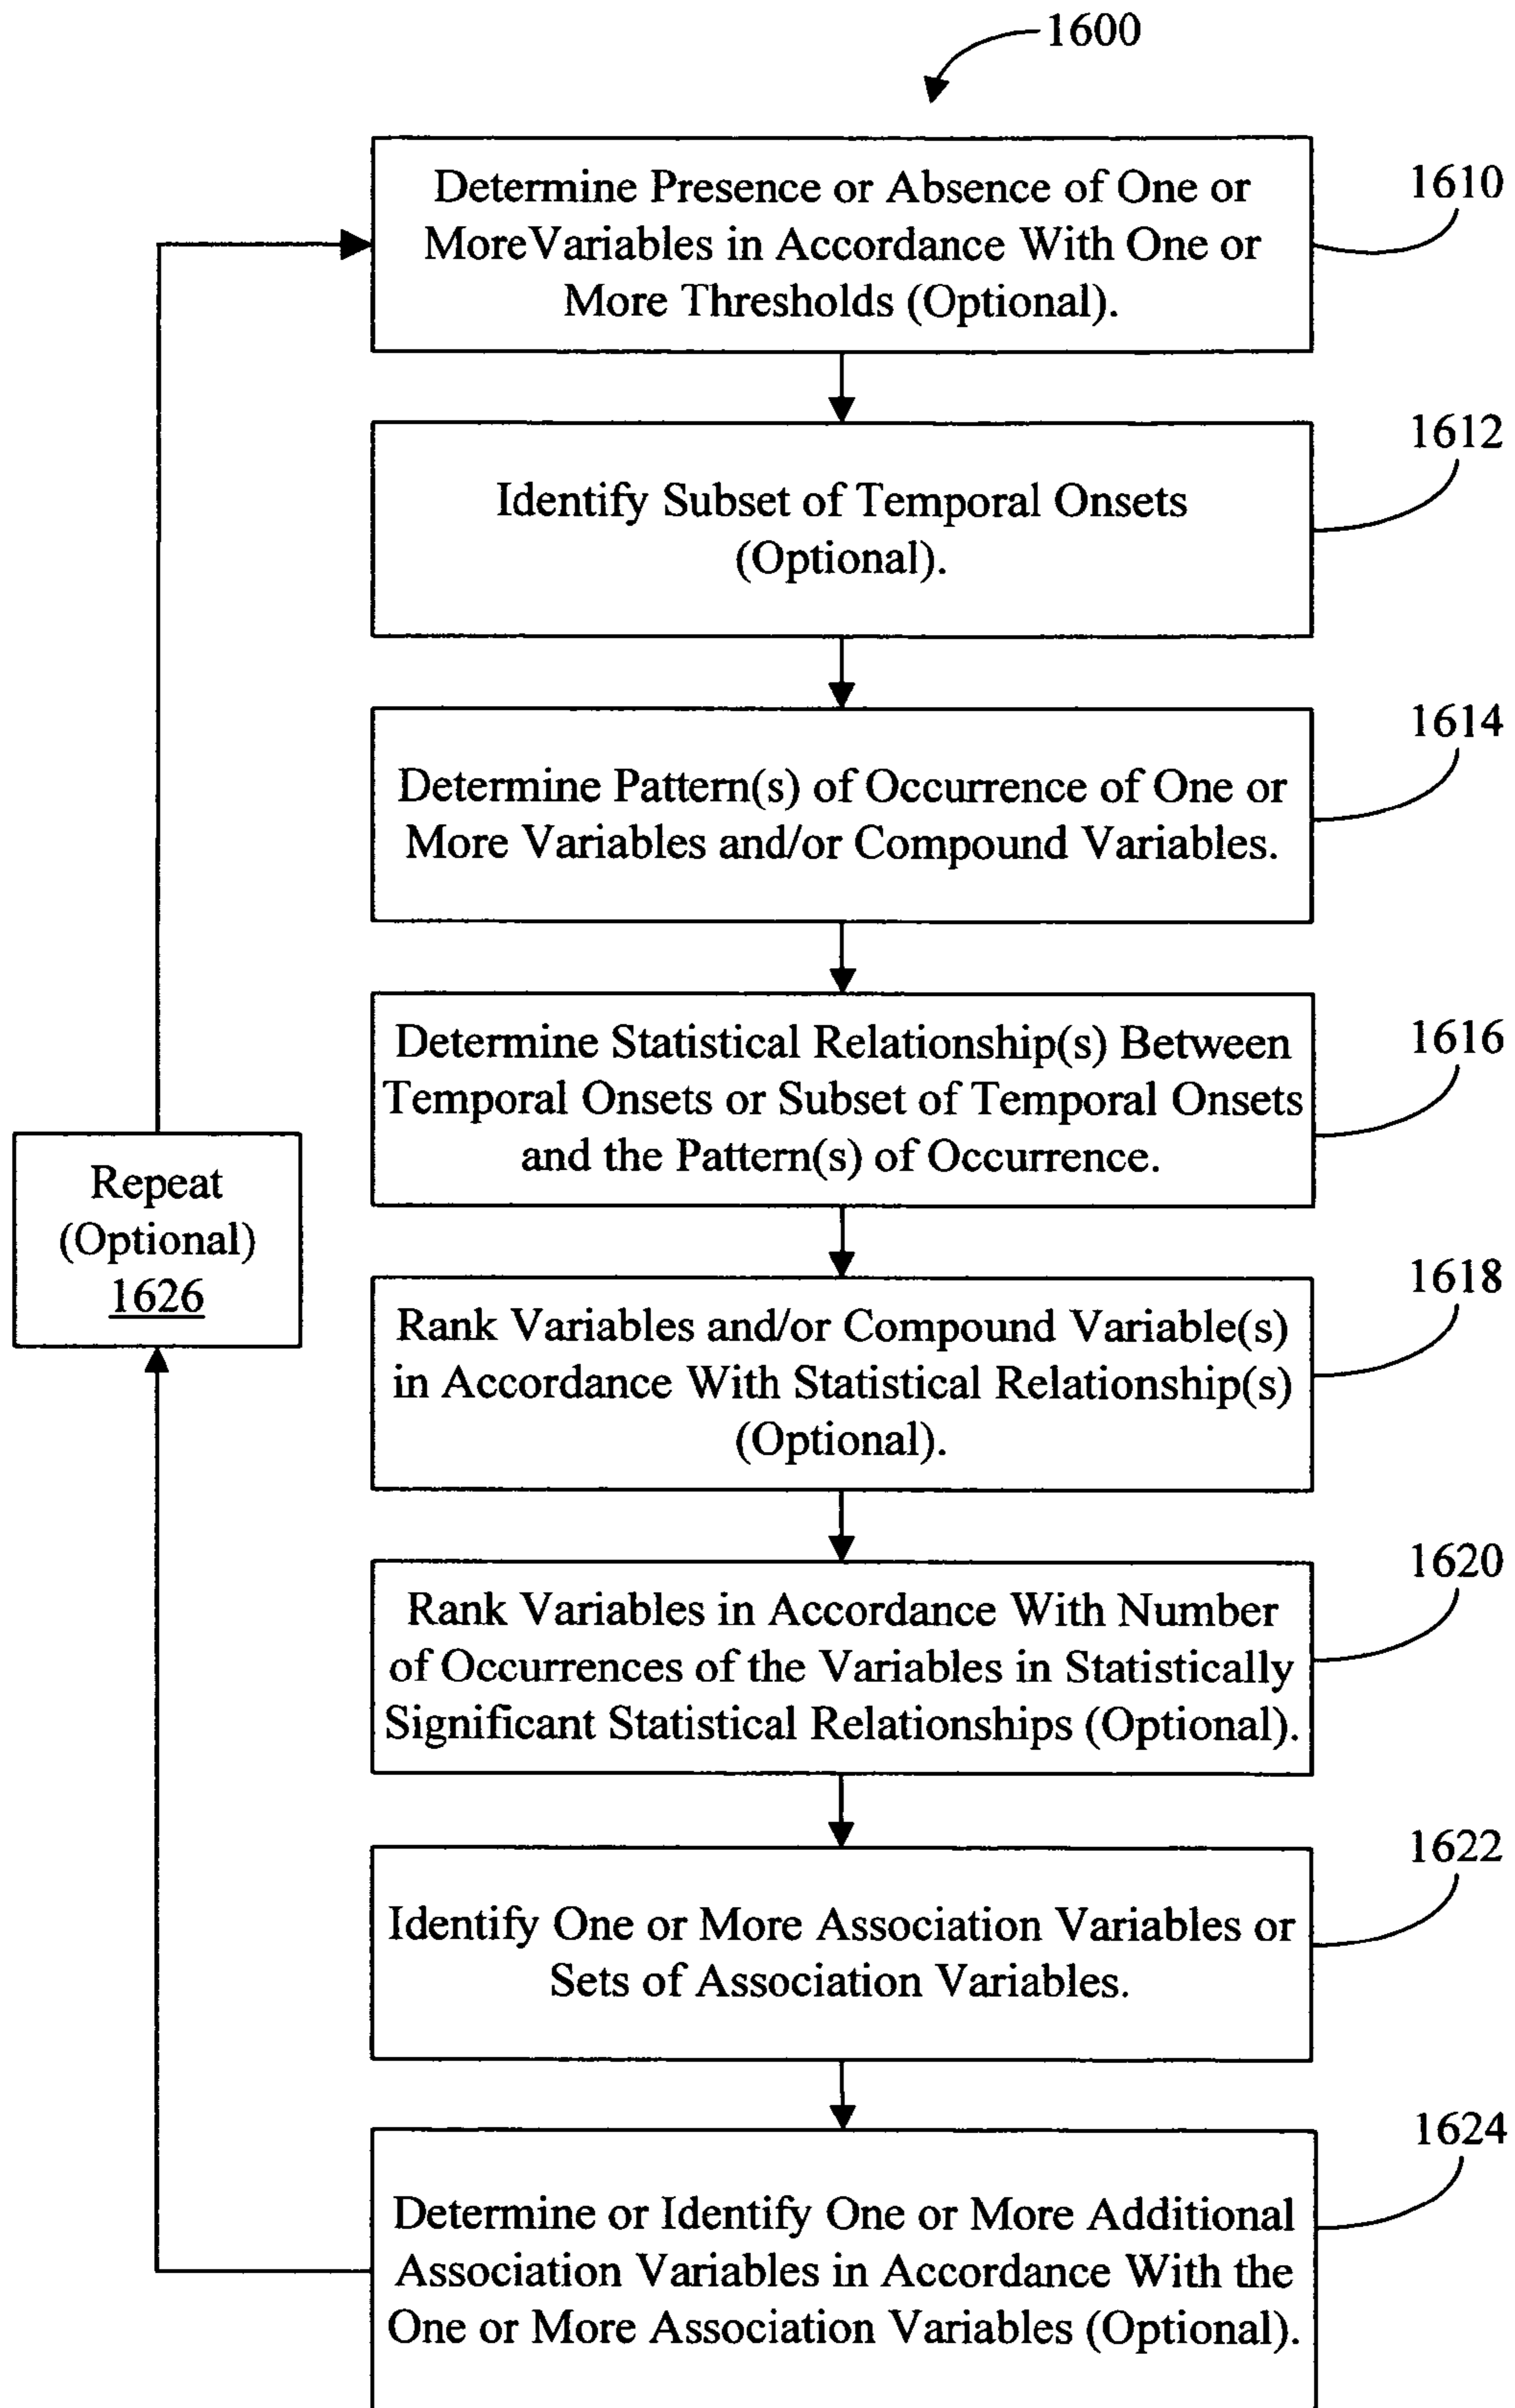 1600
Determine Presence or Absence of One or
MoreVariables in Accordance With One or
More Thresholds (Optional).
1610
Identify Subset of Temporal Onsets
(Optional).
1612
Determine Pattern(s) of Occurrence of One or
More Variables and/or Compound Variables.
1614
Determine Statistical Relationship(s) Between
Temporal Onsets or Subset of Temporal Onsets
and the Pattern(s) of Occurrence.
1616
Repeat
(Optional)
1626
Rank Variables and/or Compound Variable(s)
in Accordance With Statistical Relationship(s)
(Optional).
1618
Rank Variables in Accordance With Number
of Occurrences of the Variables in Statistically
Significant Statistical Relationships (Optional).
1620
Identify One or More Association Variables or
Sets of Association Variables.
1622
Determine or Identify One or More Additional
Association Variables in Accordance With the
One or More Association Variables (Optional).
1624